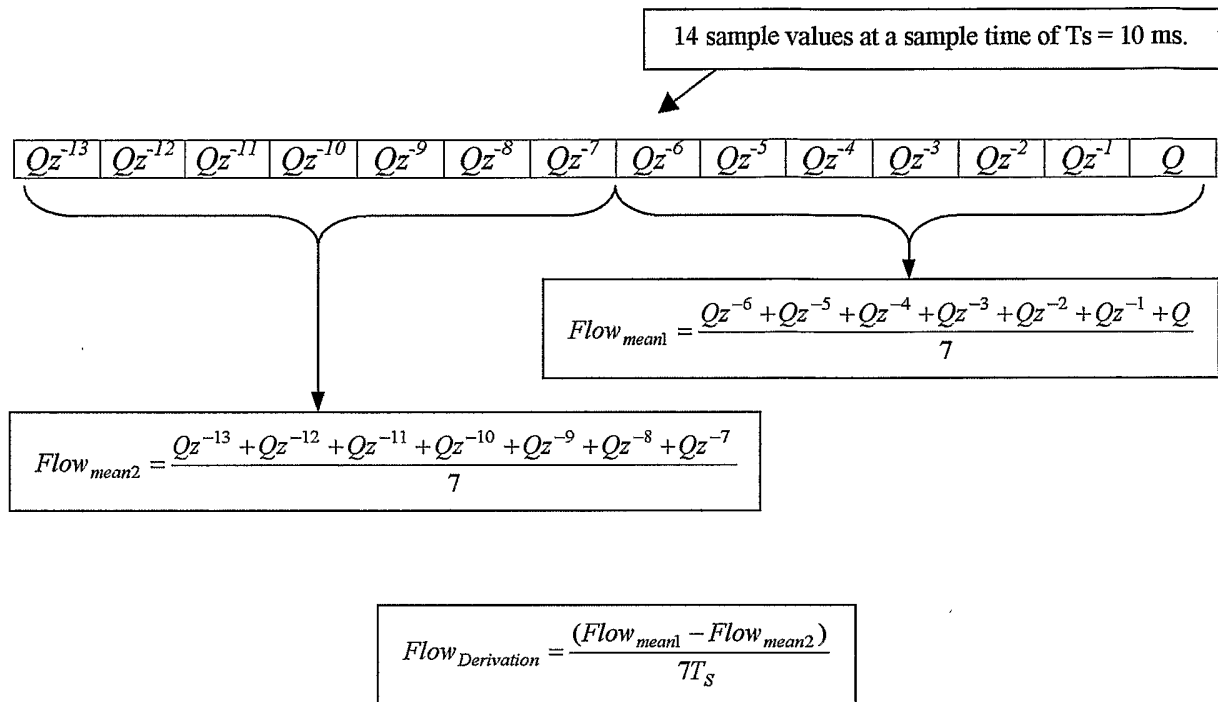 14 sample values at a sample time of Ts = 10 ms.
Qz⁻¹³ Qz⁻¹² Qz⁻¹¹ Qz⁻¹⁰ Qz⁻⁹ Qz⁻⁸ Qz⁻⁷ Qz⁻⁶ Qz⁻⁵ Qz⁻⁴ Qz⁻³ Qz⁻² Qz⁻¹ Q
Flow_mean1 = (Qz⁻⁶ + Qz⁻⁵ + Qz⁻⁴ + Qz⁻³ + Qz⁻² + Qz⁻¹ + Q) / 7
Flow_mean2 = (Qz⁻¹³ + Qz⁻¹² + Qz⁻¹¹ + Qz⁻¹⁰ + Qz⁻⁹ + Qz⁻⁸ + Qz⁻⁷) / 7
Flow_Derivation = (Flow_mean1 − Flow_mean2) / 7T_S